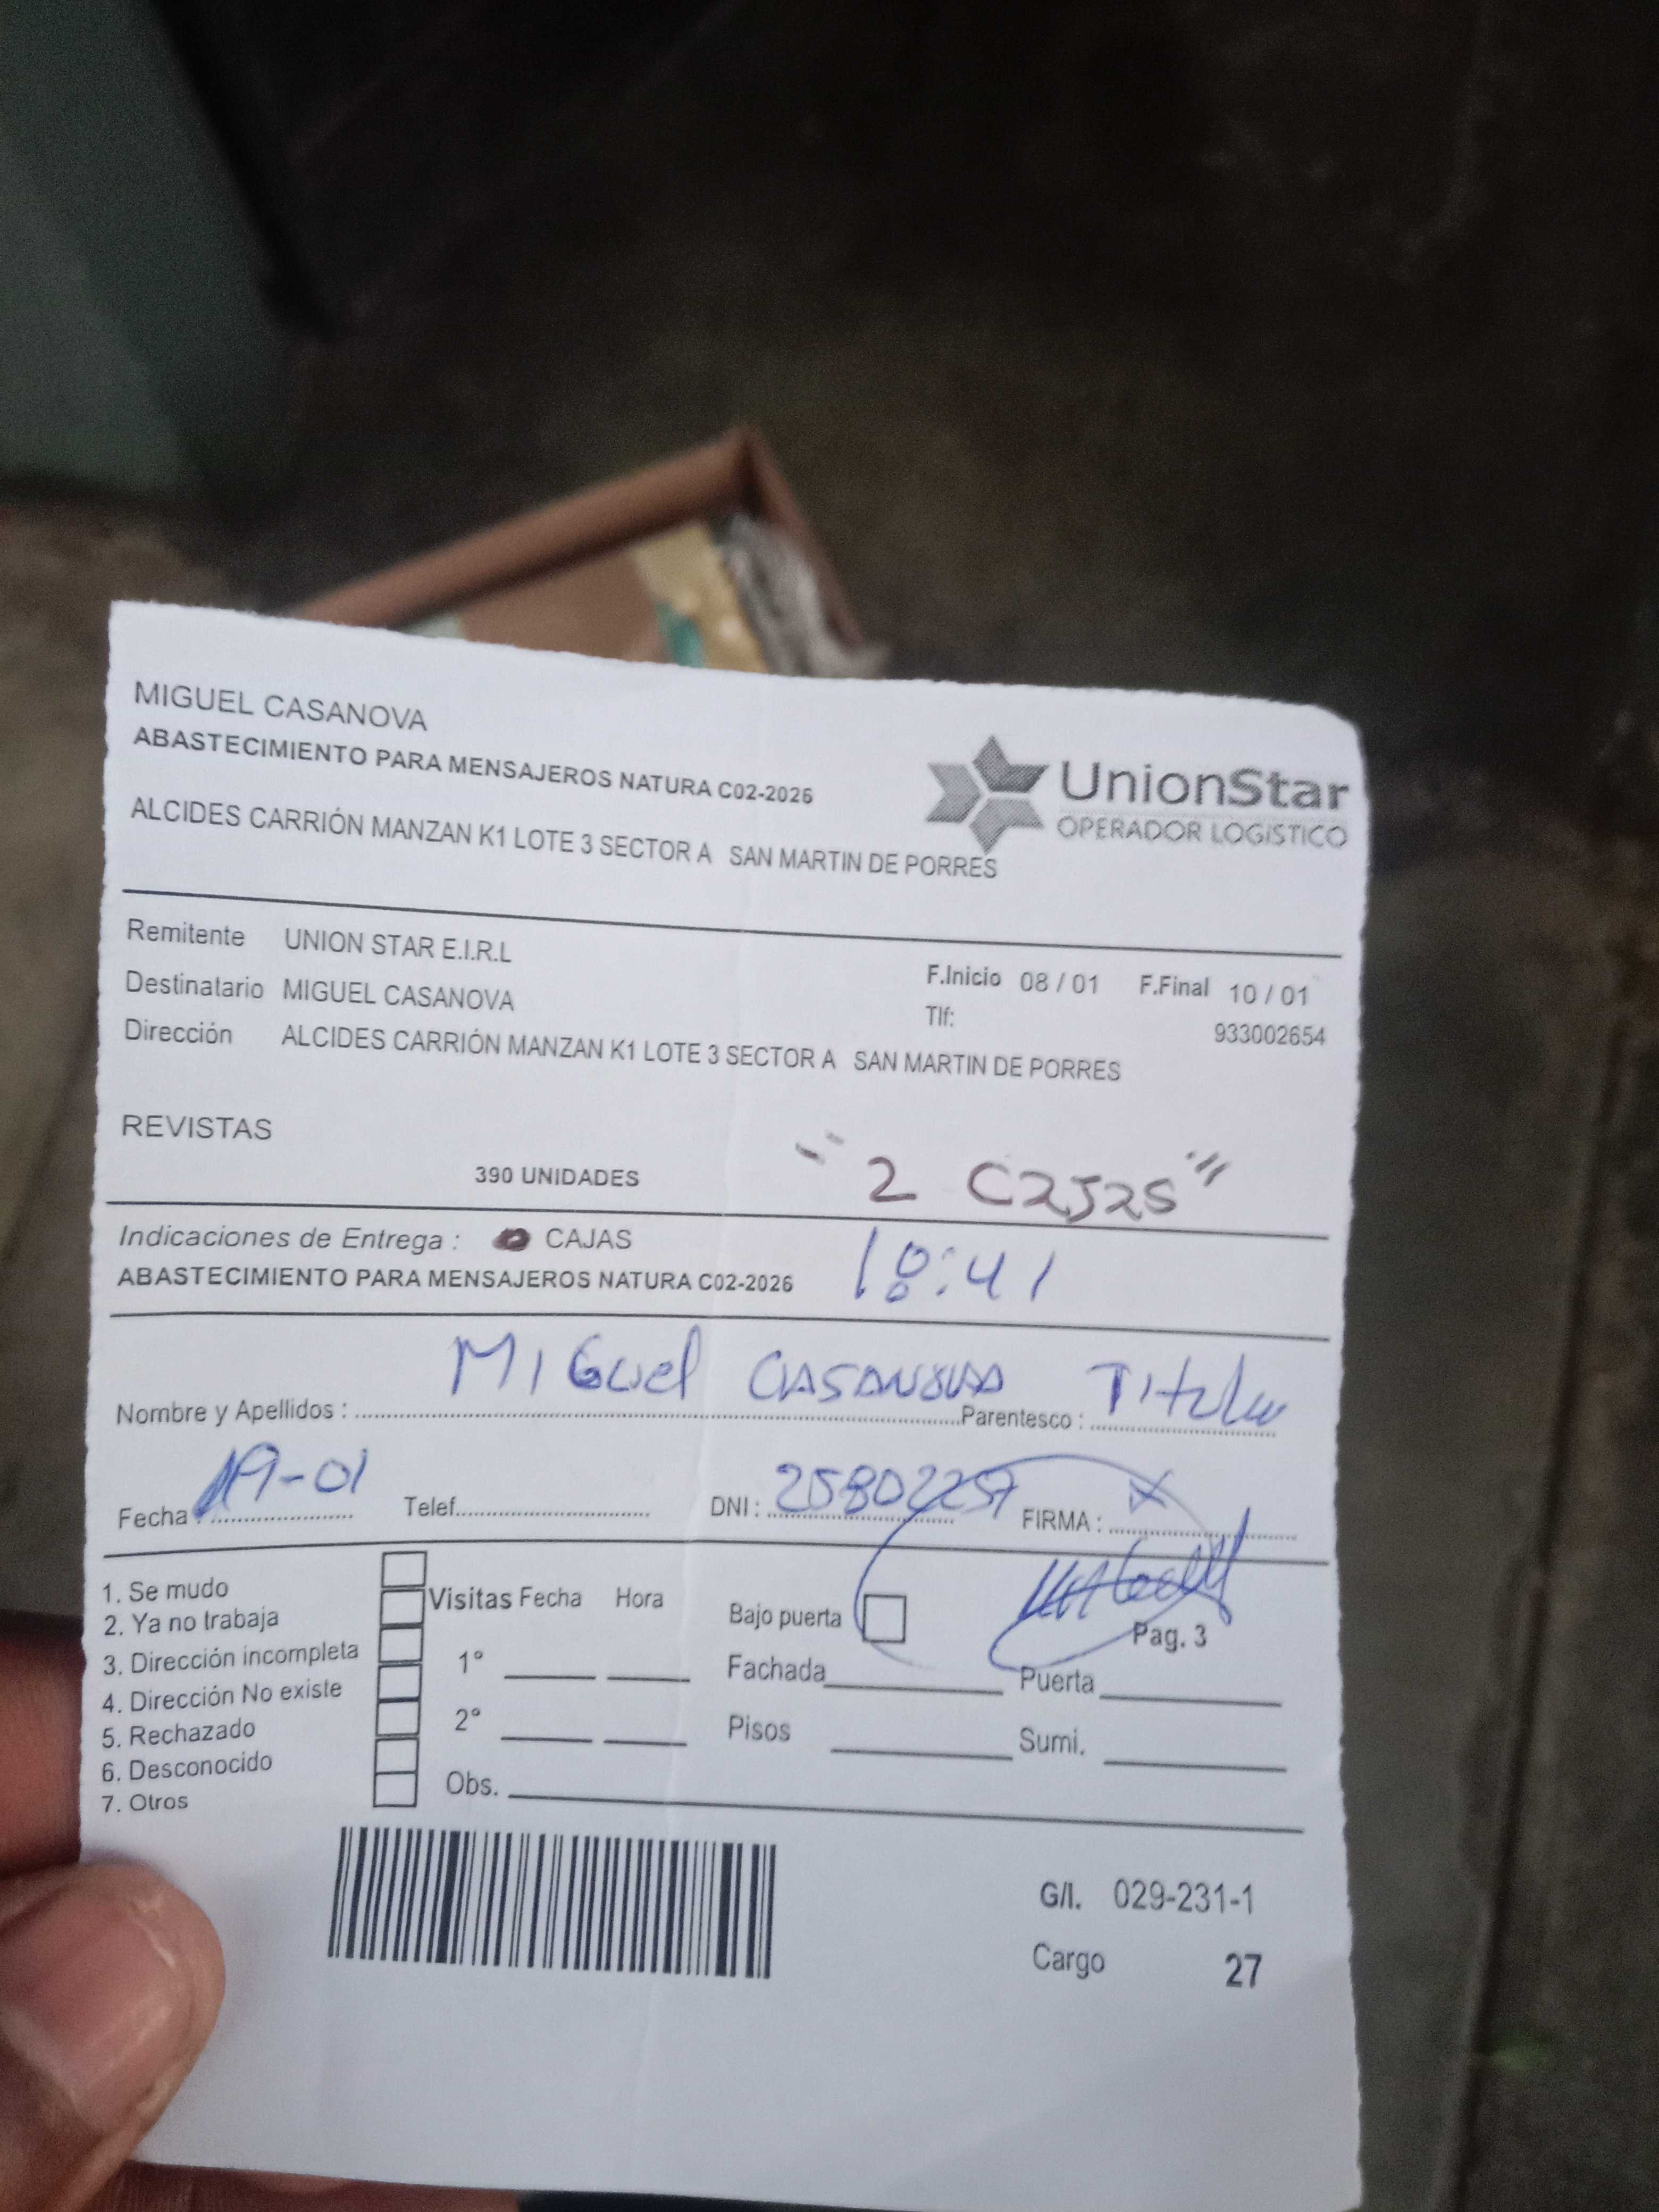 MIGUEL CASANOVA
ABASTECIMIENTO PARA MENSAJEROS NATURA C02-2026
ALCIDES CARRIÓN MANZAN K1 LOTE 3 SECTOR A SAN MARTIN DE PORRES
UnionStar
OPERADOR LOGISTICO
Remitente UNION STAR E.I.R.L
Destinatario MIGUEL CASANOVA
F.Inicio 08 / 01 F.Final 10 / 01
Tlf: 933002654
Dirección ALCIDES CARRIÓN MANZAN K1 LOTE 3 SECTOR A SAN MARTIN DE PORRES
REVISTAS
390 UNIDADES
"2 CAJAS"
Indicaciones de Entrega : CAJAS
18:41
ABASTECIMIENTO PARA MENSAJEROS NATURA C02-2026
Nombre y Apellidos : MIGuel CASANOVA Parentesco : Titular
Fecha : 19-01 Telef. DNI : 25802257 FIRMA : X
1. Se mudo
2. Ya no trabaja
3. Dirección incompleta
4. Dirección No existe
5. Rechazado
6. Desconocido
7. Otros
Visitas Fecha Hora
1°
2°
Obs.
Bajo puerta
Pag. 3
Fachada Puerta
Pisos Sumi.
G/I. 029-231-1
Cargo 27